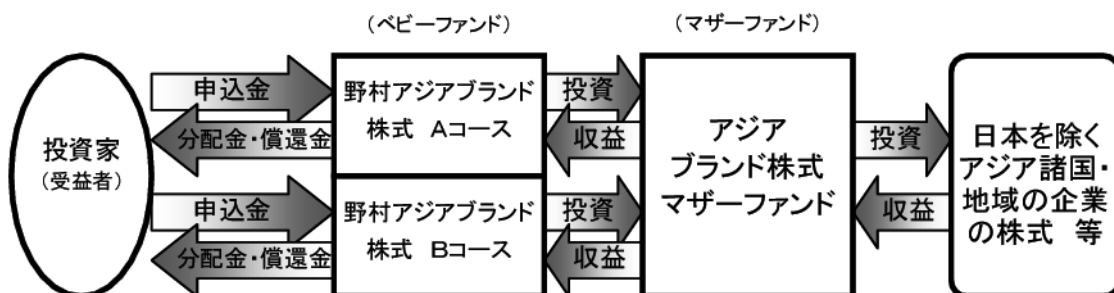 （ベビーファンド）
（マザーファンド）
投資家
（受益者）
申込金
分配金・償還金
申込金
分配金・償還金
野村アジアブランド
株式　Aコース
野村アジアブランド
株式　Bコース
投資
収益
投資
収益
アジア
ブランド株式
マザーファンド
投資
収益
日本を除く
アジア諸国・
地域の企業
の株式　等